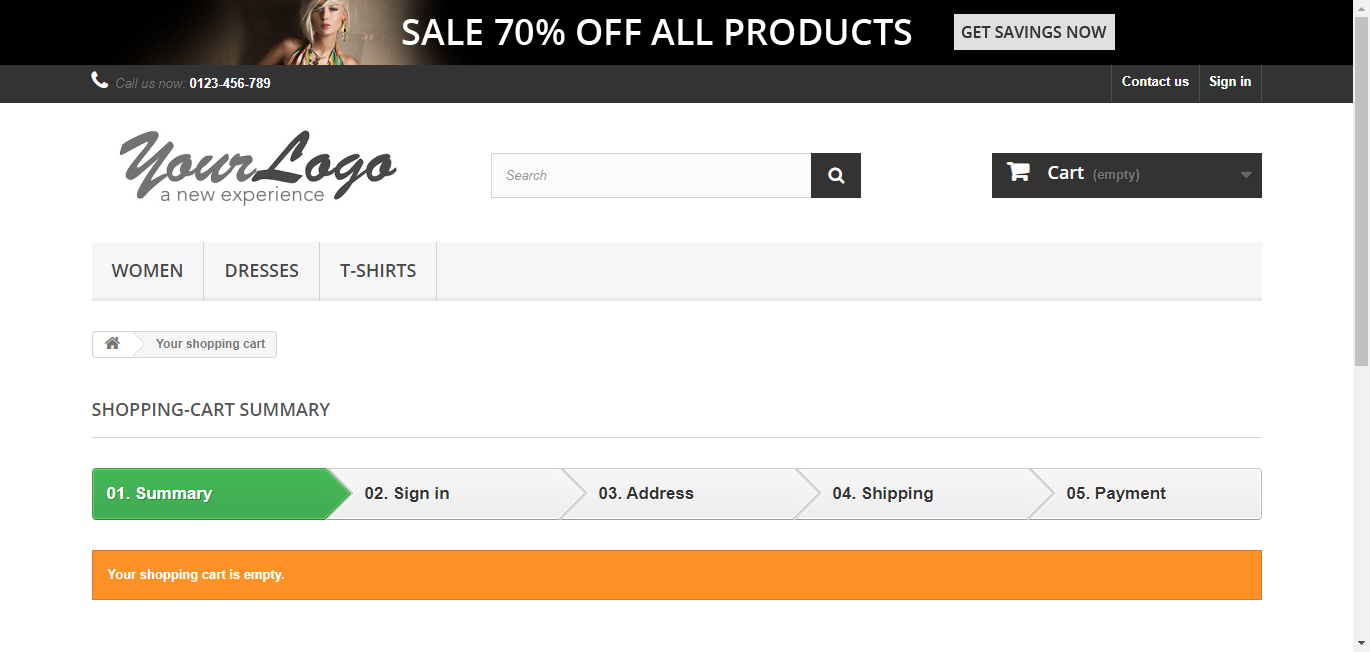 SALE 70% OFF ALL PRODUCTS GET SAVINGS NOW
Call us now: 0123-456-789 Contact us Sign in
Your Logo
a new experience
Search
Cart (empty)
WOMEN DRESSES T-SHIRTS
Your shopping cart
SHOPPING-CART SUMMARY
01. Summary 02. Sign in 03. Address 04. Shipping 05. Payment
Your shopping cart is empty.